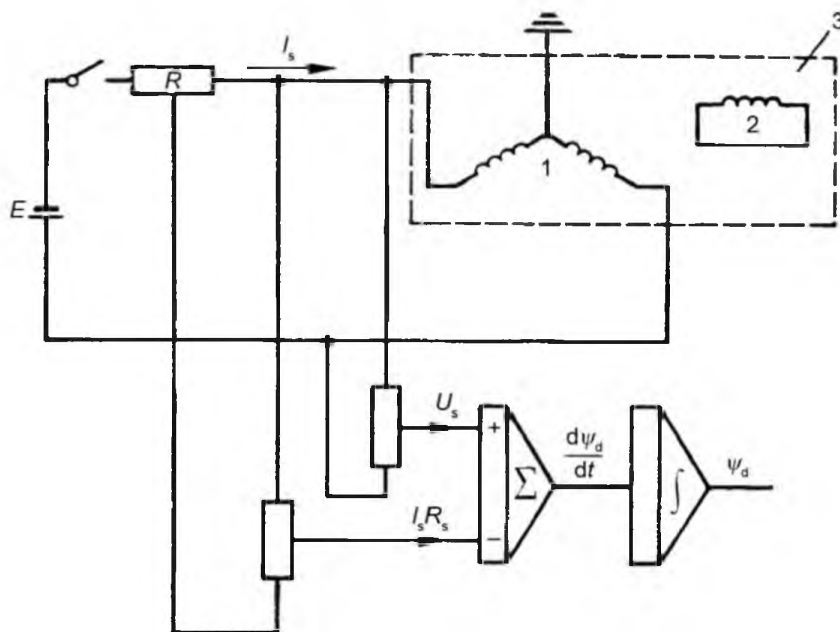 3
I_s
R
2
1
E
U_s
+
Σ
dψ_d
dt
∫
ψ_d
I_sR_s
−